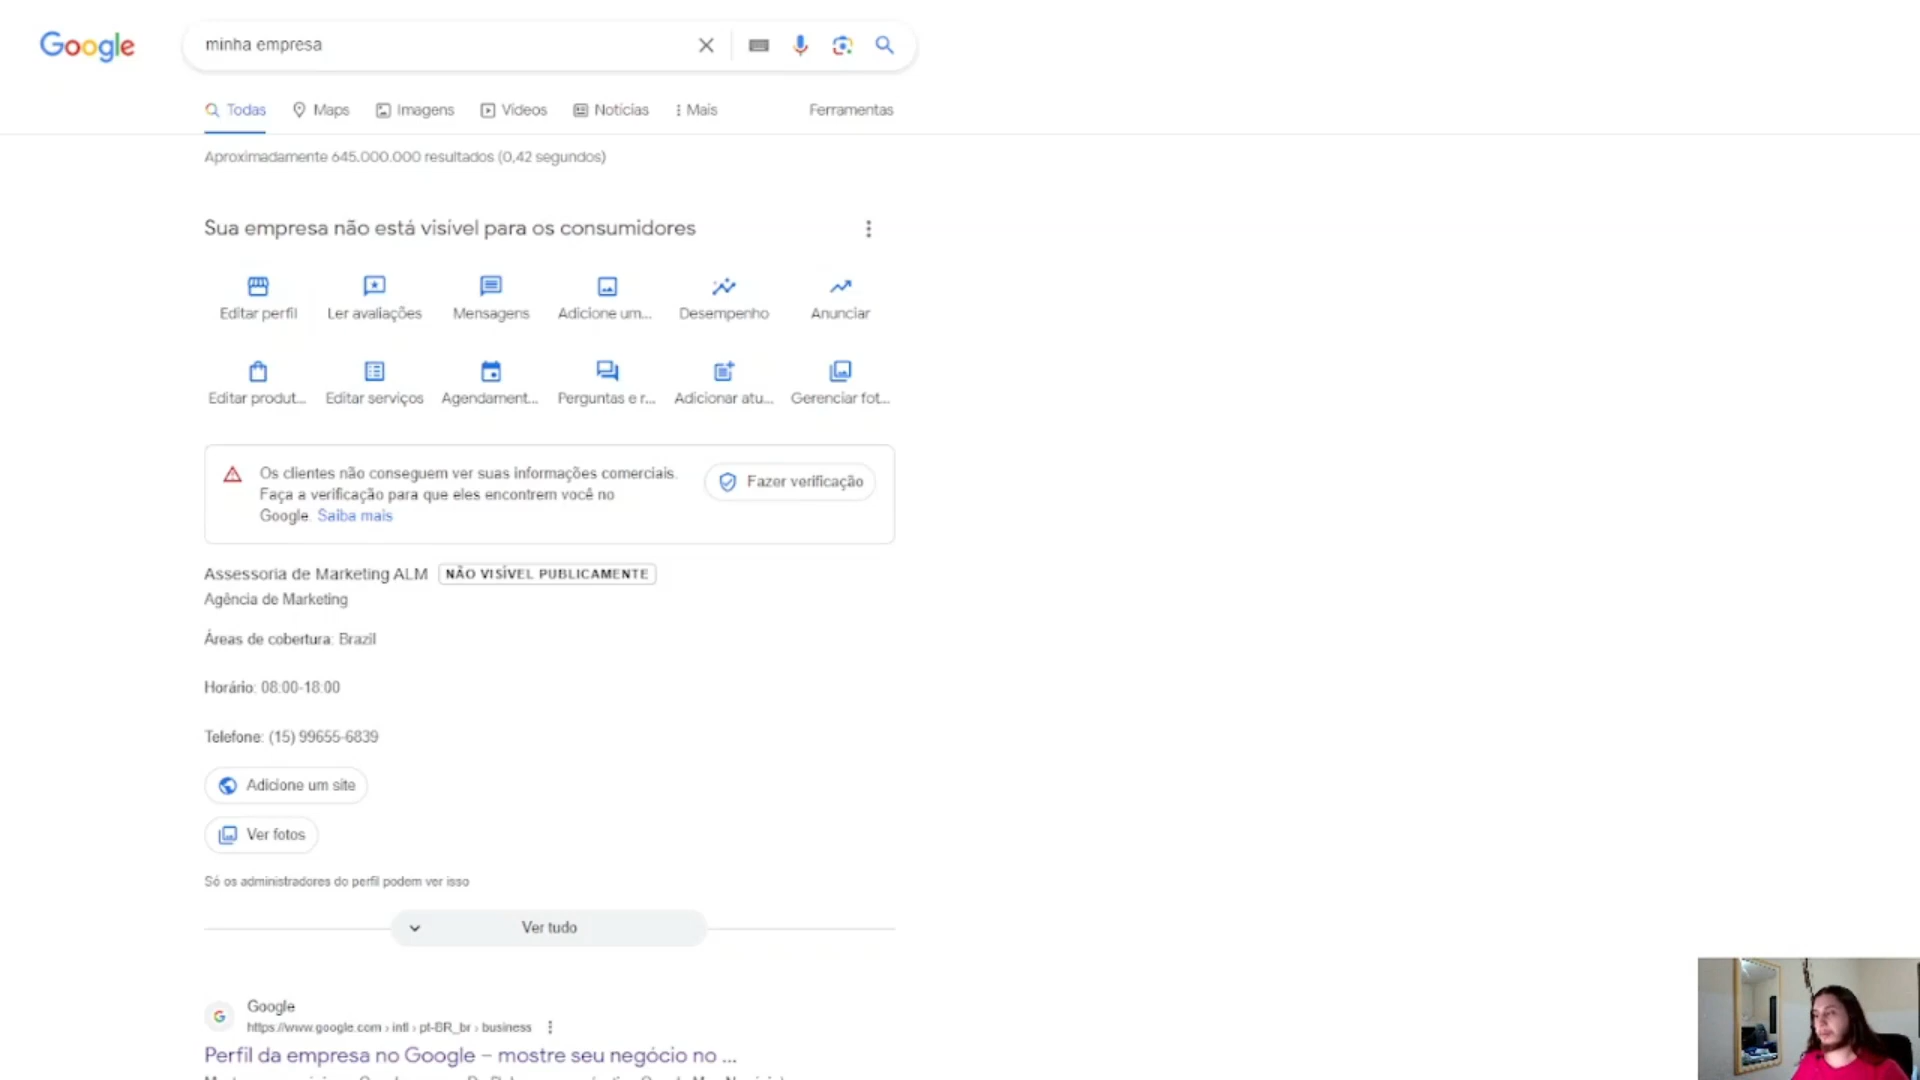 Google
minha empresa
Todas
Maps
Imagens
Vídeos
Notícias
Mais
Ferramentas
Aproximadamente 645.000.000 resultados (0,42 segundos)
Sua empresa não está visível para os consumidores
Editar perfil
Ler avaliações
Mensagens
Adicione um...
Desempenho
Anunciar
Editar produt...
Editar serviços
Agendament...
Perguntas e r...
Adicionar atu...
Gerenciar fot...
Os clientes não conseguem ver suas informações comerciais.
Faça a verificação para que eles encontrem você no
Google. Saiba mais
Fazer verificação
Assessoria de Marketing ALM NÃO VISÍVEL PUBLICAMENTE
Agência de Marketing
Áreas de cobertura: Brazil
Horário: 08:00-18:00
Telefone: (15) 99655-6839
Adicione um site
Ver fotos
Só os administradores do perfil podem ver isso
Ver tudo
G
Google
https://www.google.com › intl › pt-BR_br › business
Perfil da empresa no Google – mostre seu negócio no ...